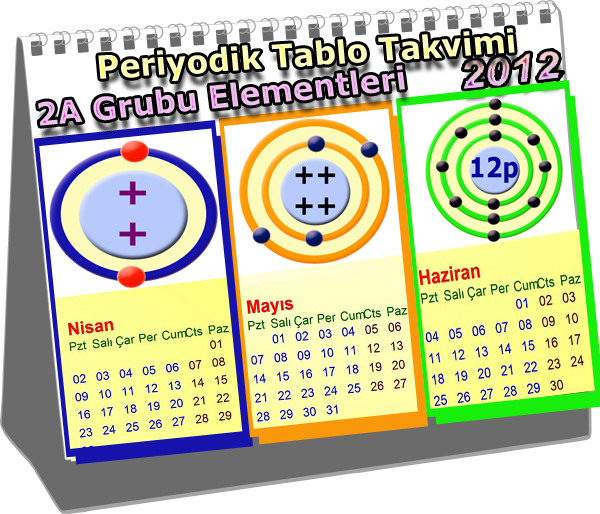 Periyodik Tablo Takvimi
2A Grubu Elementleri 2012
+
+
++
++
12p
Nisan
Pzt Salı Çar Per Cum Cts Paz
01
02 03 04 05 06 07 08
09 10 11 12 13 14 15
16 17 18 19 20 21 22
23 24 25 26 27 28 29
Mayıs
Pzt Salı Çar Per Cum Cts Paz
01 02 03 04 05 06
07 08 09 10 11 12 13
14 15 16 17 18 19 20
21 22 23 24 25 26 27
28 29 30 31
Haziran
Pzt Salı Çar Per Cum Cts Paz
01 02 03
04 05 06 07 08 09 10
11 12 13 14 15 16 17
18 19 20 21 22 23 24
25 26 27 28 29 30